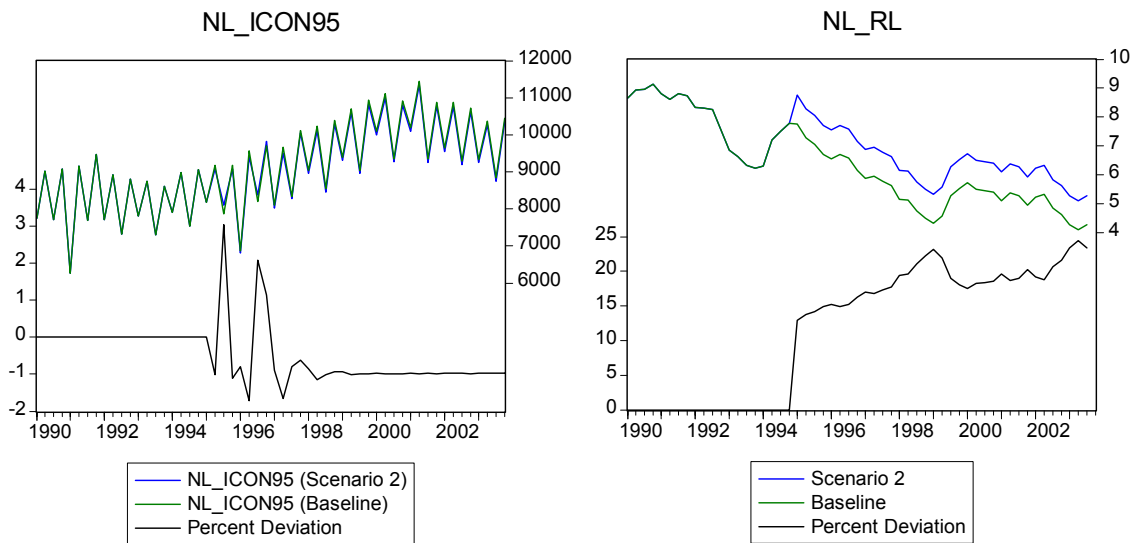 NL_ICON95
12000
11000
10000
9000
8000
7000
6000
4
3
2
1
0
-1
-2
1990 1992 1994 1996 1998 2000 2002
NL_ICON95 (Scenario 2)
NL_ICON95 (Baseline)
Percent Deviation
NL_RL
10
9
8
7
6
5
4
25
20
15
10
5
0
1990 1992 1994 1996 1998 2000 2002
Scenario 2
Baseline
Percent Deviation